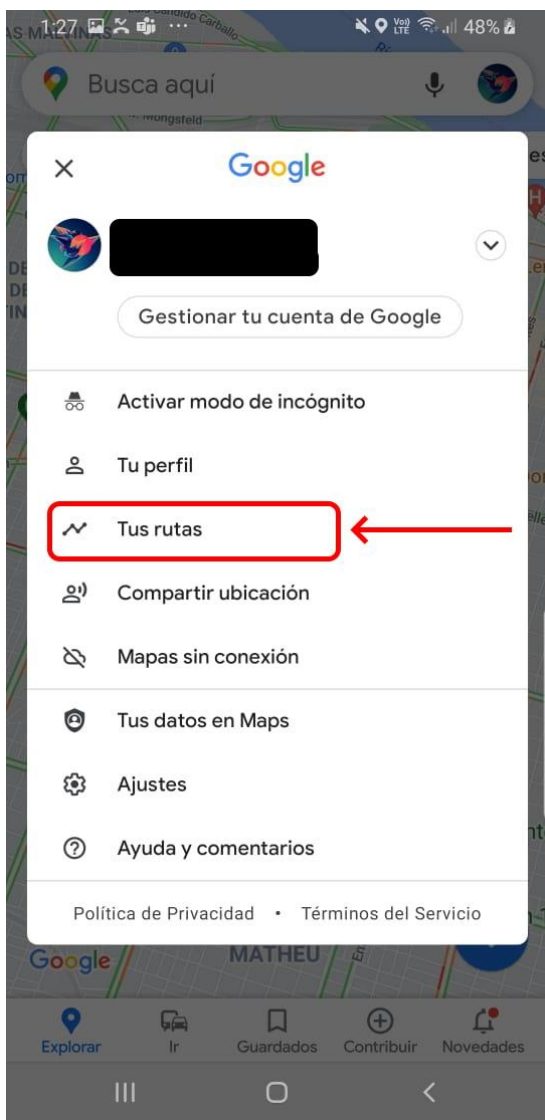 1:27
48%
Busca aquí
Mongsfeld
Google
Gestionar tu cuenta de Google
Activar modo de incógnito
Tu perfil
Tus rutas
Compartir ubicación
Mapas sin conexión
Tus datos en Maps
Ajustes
Ayuda y comentarios
Política de Privacidad • Términos del Servicio
Google
MATHEU
Explorar
Ir
Guardados
Contribuir
Novedades